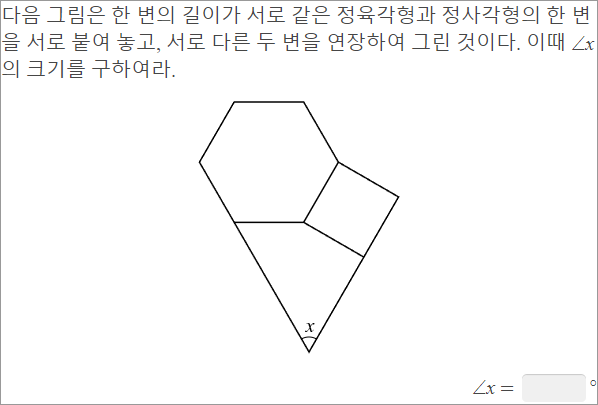 다음 그림은 한 변의 길이가 서로 같은 정육각형과 정사각형의 한 변
을 서로 붙여 놓고, 서로 다른 두 변을 연장하여 그린 것이다. 이때 ∠x
의 크기를 구하여라.
x
∠x = °